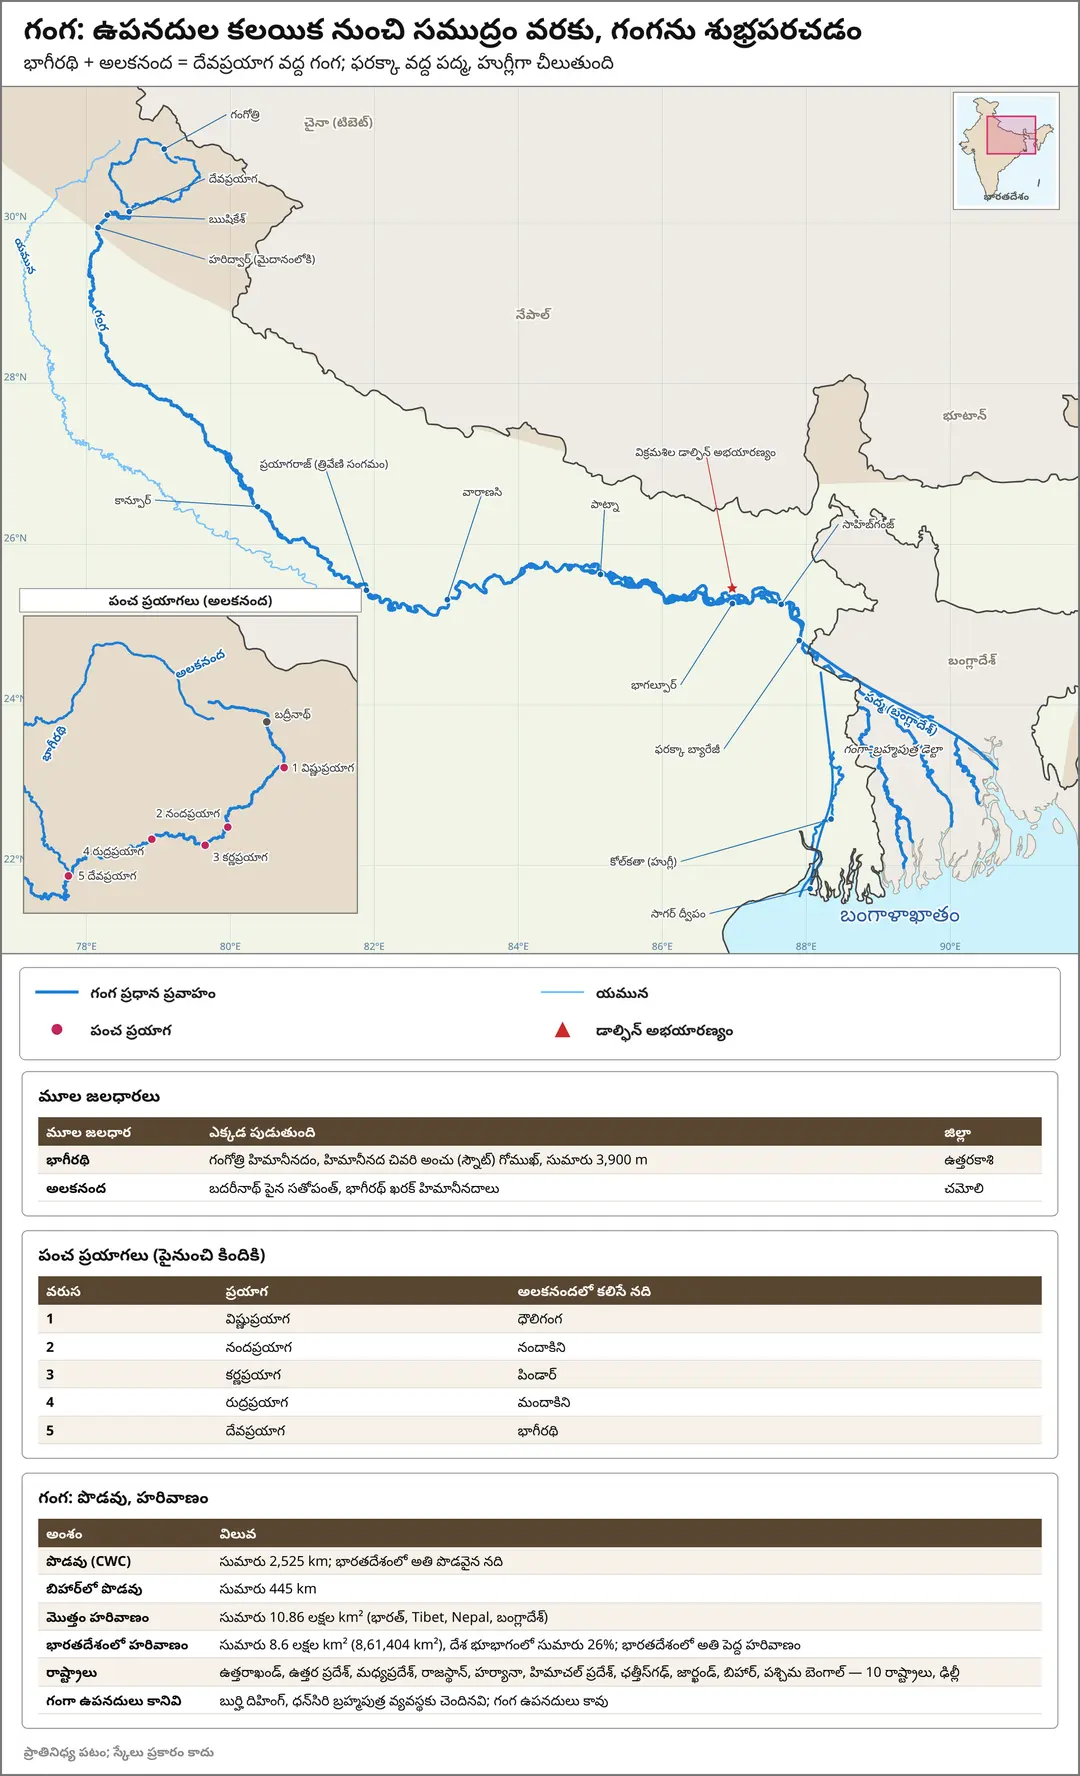 గంగ: ఉపనదుల కలయిక నుంచి సముద్రం వరకు, గంగను శుభ్రపరచడం
భాగీరథి + అలకనంద = దేవప్రయాగ వద్ద గంగ; ఫరక్కా వద్ద పద్మ, హుగ్లీగా చీలుతుంది
గంగోత్రి
చైనా (టిబెట్)
భారతదేశం
దేవప్రయాగ
ఋషికేశ్
30°N
యమున
హరిద్వార్ (మైదానంలోకి)
గంగ
నేపాల్
28°N
భూటాన్
విక్రమశిల డాల్ఫిన్ అభయారణ్యం
ప్రయాగరాజ్ (త్రివేణి సంగమం)
వారణాసి
కాన్పూర్
పాట్నా
సాహిబ్‌గంజ్
26°N
పంచ ప్రయాగలు (అలకనంద)
అలకనంద
బంగ్లాదేశ్
భాగల్పూర్
24°N
బద్రీనాథ్
పద్మ (బంగ్లాదేశ్)
భాగీరథి
ఫరక్కా బ్యారేజీ
గంగా-బ్రహ్మపుత్ర డెల్టా
1 విష్ణుప్రయాగ
2 నందప్రయాగ
4 రుద్రప్రయాగ
3 కర్ణప్రయాగ
22°N
కోల్‌కతా (హుగ్లీ)
5 దేవప్రయాగ
సాగర్ ద్వీపం
బంగాళాఖాతం
78°E 80°E 82°E 84°E 86°E 88°E 90°E
గంగ ప్రధాన ప్రవాహం
యమున
పంచ ప్రయాగ
డాల్ఫిన్ అభయారణ్యం
మూల జలధారలు
మూల జలధార ఎక్కడ పుడుతుంది జిల్లా
భాగీరథి గంగోత్రి హిమానీనదం, హిమానీనద చివరి అంచు (స్నౌట్) గోముఖ్, సుమారు 3,900 m ఉత్తరకాశి
అలకనంద బదరీనాథ్ పైన సతోపంత్, భాగీరథ్ ఖరక్ హిమానీనదాలు చమోలి
పంచ ప్రయాగలు (పైనుంచి కిందికి)
వరుస ప్రయాగ అలకనందలో కలిసే నది
1 విష్ణుప్రయాగ ధౌలిగంగ
2 నందప్రయాగ నందాకిని
3 కర్ణప్రయాగ పిండార్
4 రుద్రప్రయాగ మందాకిని
5 దేవప్రయాగ భాగీరథి
గంగ: పొడవు, హరివాణం
అంశం విలువ
పొడవు (CWC) సుమారు 2,525 km; భారతదేశంలో అతి పొడవైన నది
బిహార్‌లో పొడవు సుమారు 445 km
మొత్తం హరివాణం సుమారు 10.86 లక్షల km² (భారత్, Tibet, Nepal, బంగ్లాదేశ్)
భారతదేశంలో హరివాణం సుమారు 8.6 లక్షల km² (8,61,404 km²), దేశ భూభాగంలో సుమారు 26%; భారతదేశంలో అతి పెద్ద హరివాణం
రాష్ట్రాలు ఉత్తరాఖండ్, ఉత్తర ప్రదేశ్, మధ్యప్రదేశ్, రాజస్థాన్, హర్యానా, హిమాచల్ ప్రదేశ్, ఛత్తీస్‌గఢ్, జార్ఖండ్, బిహార్, పశ్చిమ బెంగాల్ — 10 రాష్ట్రాలు, ఢిల్లీ
గంగా ఉపనదులు కానివి బుర్హి దిహింగ్, ధన్‌సిరి బ్రహ్మపుత్ర వ్యవస్థకు చెందినవి; గంగ ఉపనదులు కావు
ప్రాతినిధ్య పటం; స్కేలు ప్రకారం కాదు